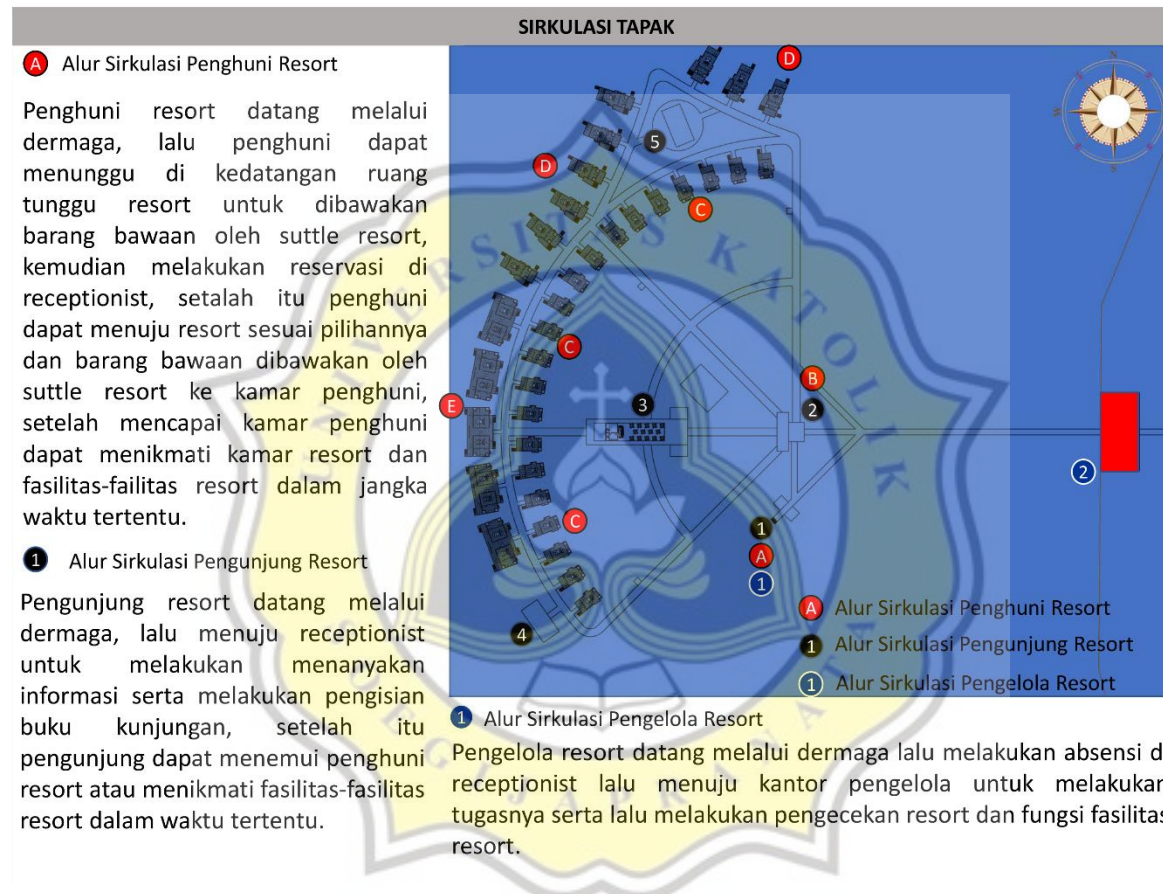 SIRKULASI TAPAK
A Alur Sirkulasi Penghuni Resort
Penghuni resort datang melalui
dermaga, lalu penghuni dapat
menunggu di kedatangan ruang
tunggu resort untuk dibawakan
barang bawaan oleh suttle resort,
kemudian melakukan reservasi di
receptionist, setalah itu penghuni
dapat menuju resort sesuai pilihannya
dan barang bawaan dibawakan oleh
suttle resort ke kamar penghuni,
setelah mencapai kamar penghuni
dapat menikmati kamar resort dan
fasilitas-failitas resort dalam jangka
waktu tertentu.
1 Alur Sirkulasi Pengunjung Resort
Pengunjung resort datang melalui
dermaga, lalu menuju receptionist
untuk melakukan menanyakan
informasi serta melakukan pengisian
buku kunjungan, setelah itu
pengunjung dapat menemui penghuni
resort atau menikmati fasilitas-fasilitas
resort dalam waktu tertentu.
D
N
W
S
5
D
C
C
B
E
3
2
2
C
1
A
1
4
A Alur Sirkulasi Penghuni Resort
1 Alur Sirkulasi Pengunjung Resort
1 Alur Sirkulasi Pengelola Resort
1 Alur Sirkulasi Pengelola Resort
Pengelola resort datang melalui dermaga lalu melakukan absensi d
receptionist lalu menuju kantor pengelola untuk melakukan
tugasnya serta lalu melakukan pengecekan resort dan fungsi fasilitas
resort.
UNIVERSITAS KATOLIK
SOEGIJAPRANATA